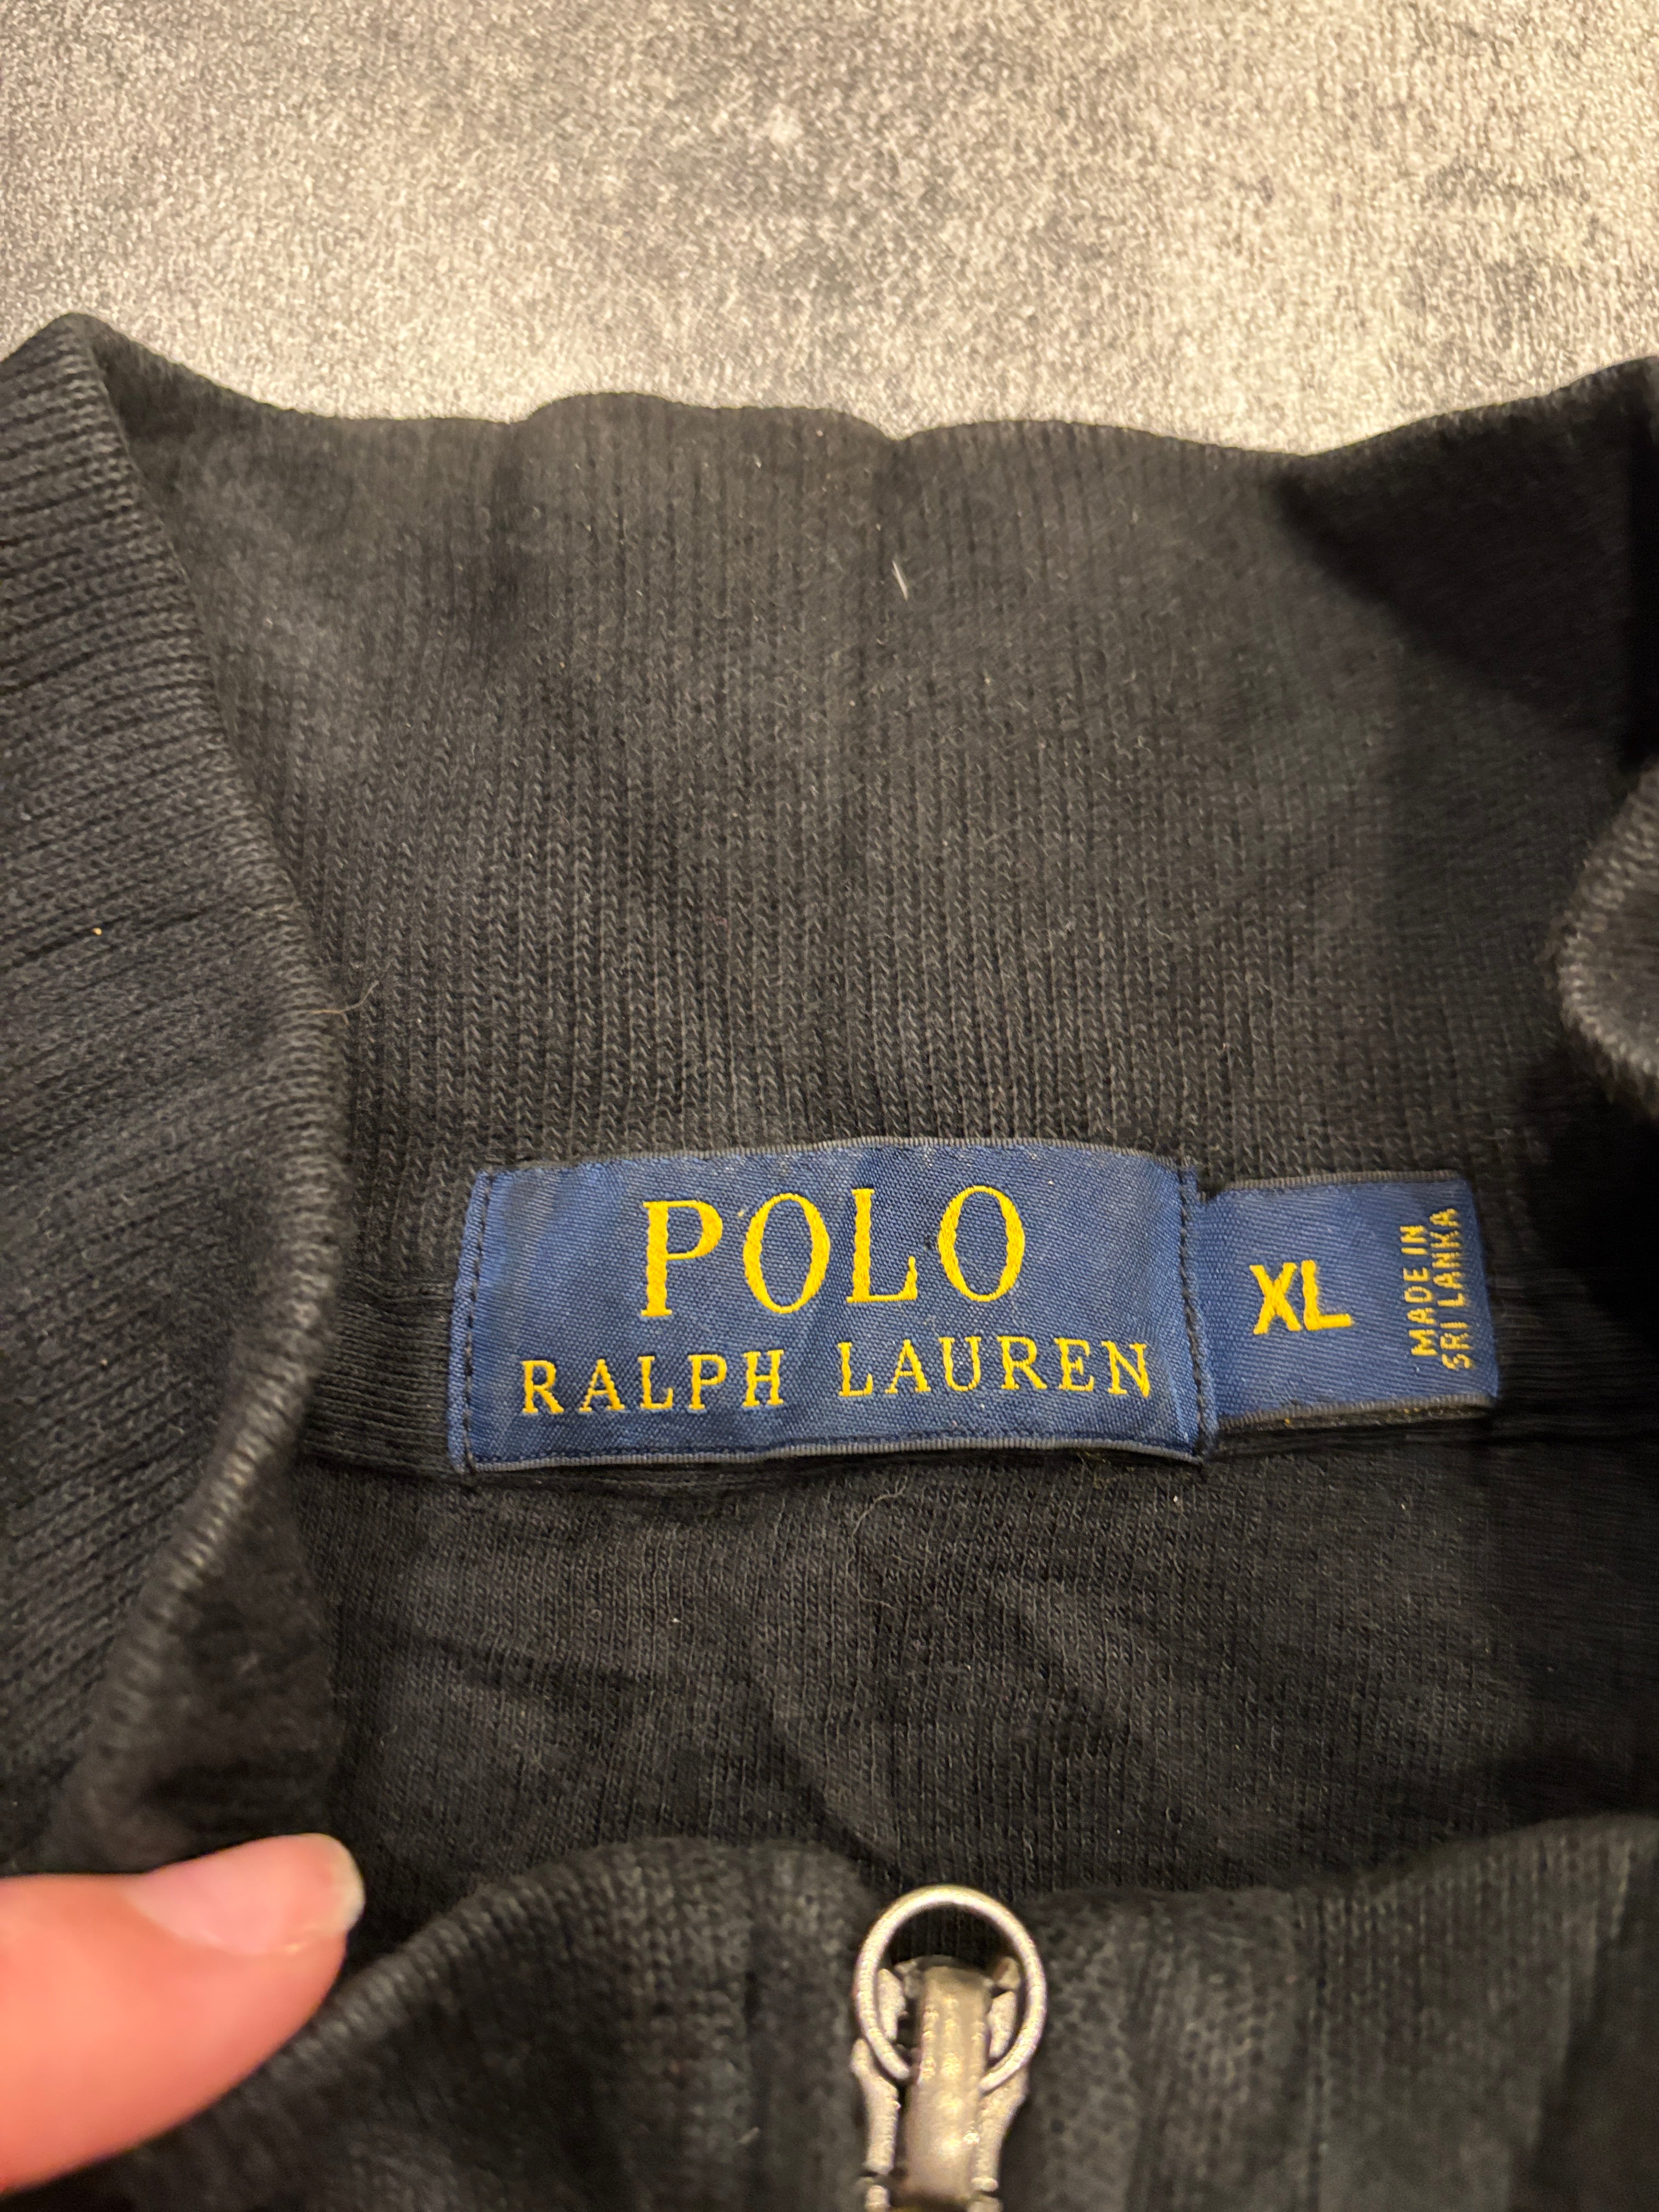 POLO
RALPH LAUREN
XL
MADE IN
SRI LANKA